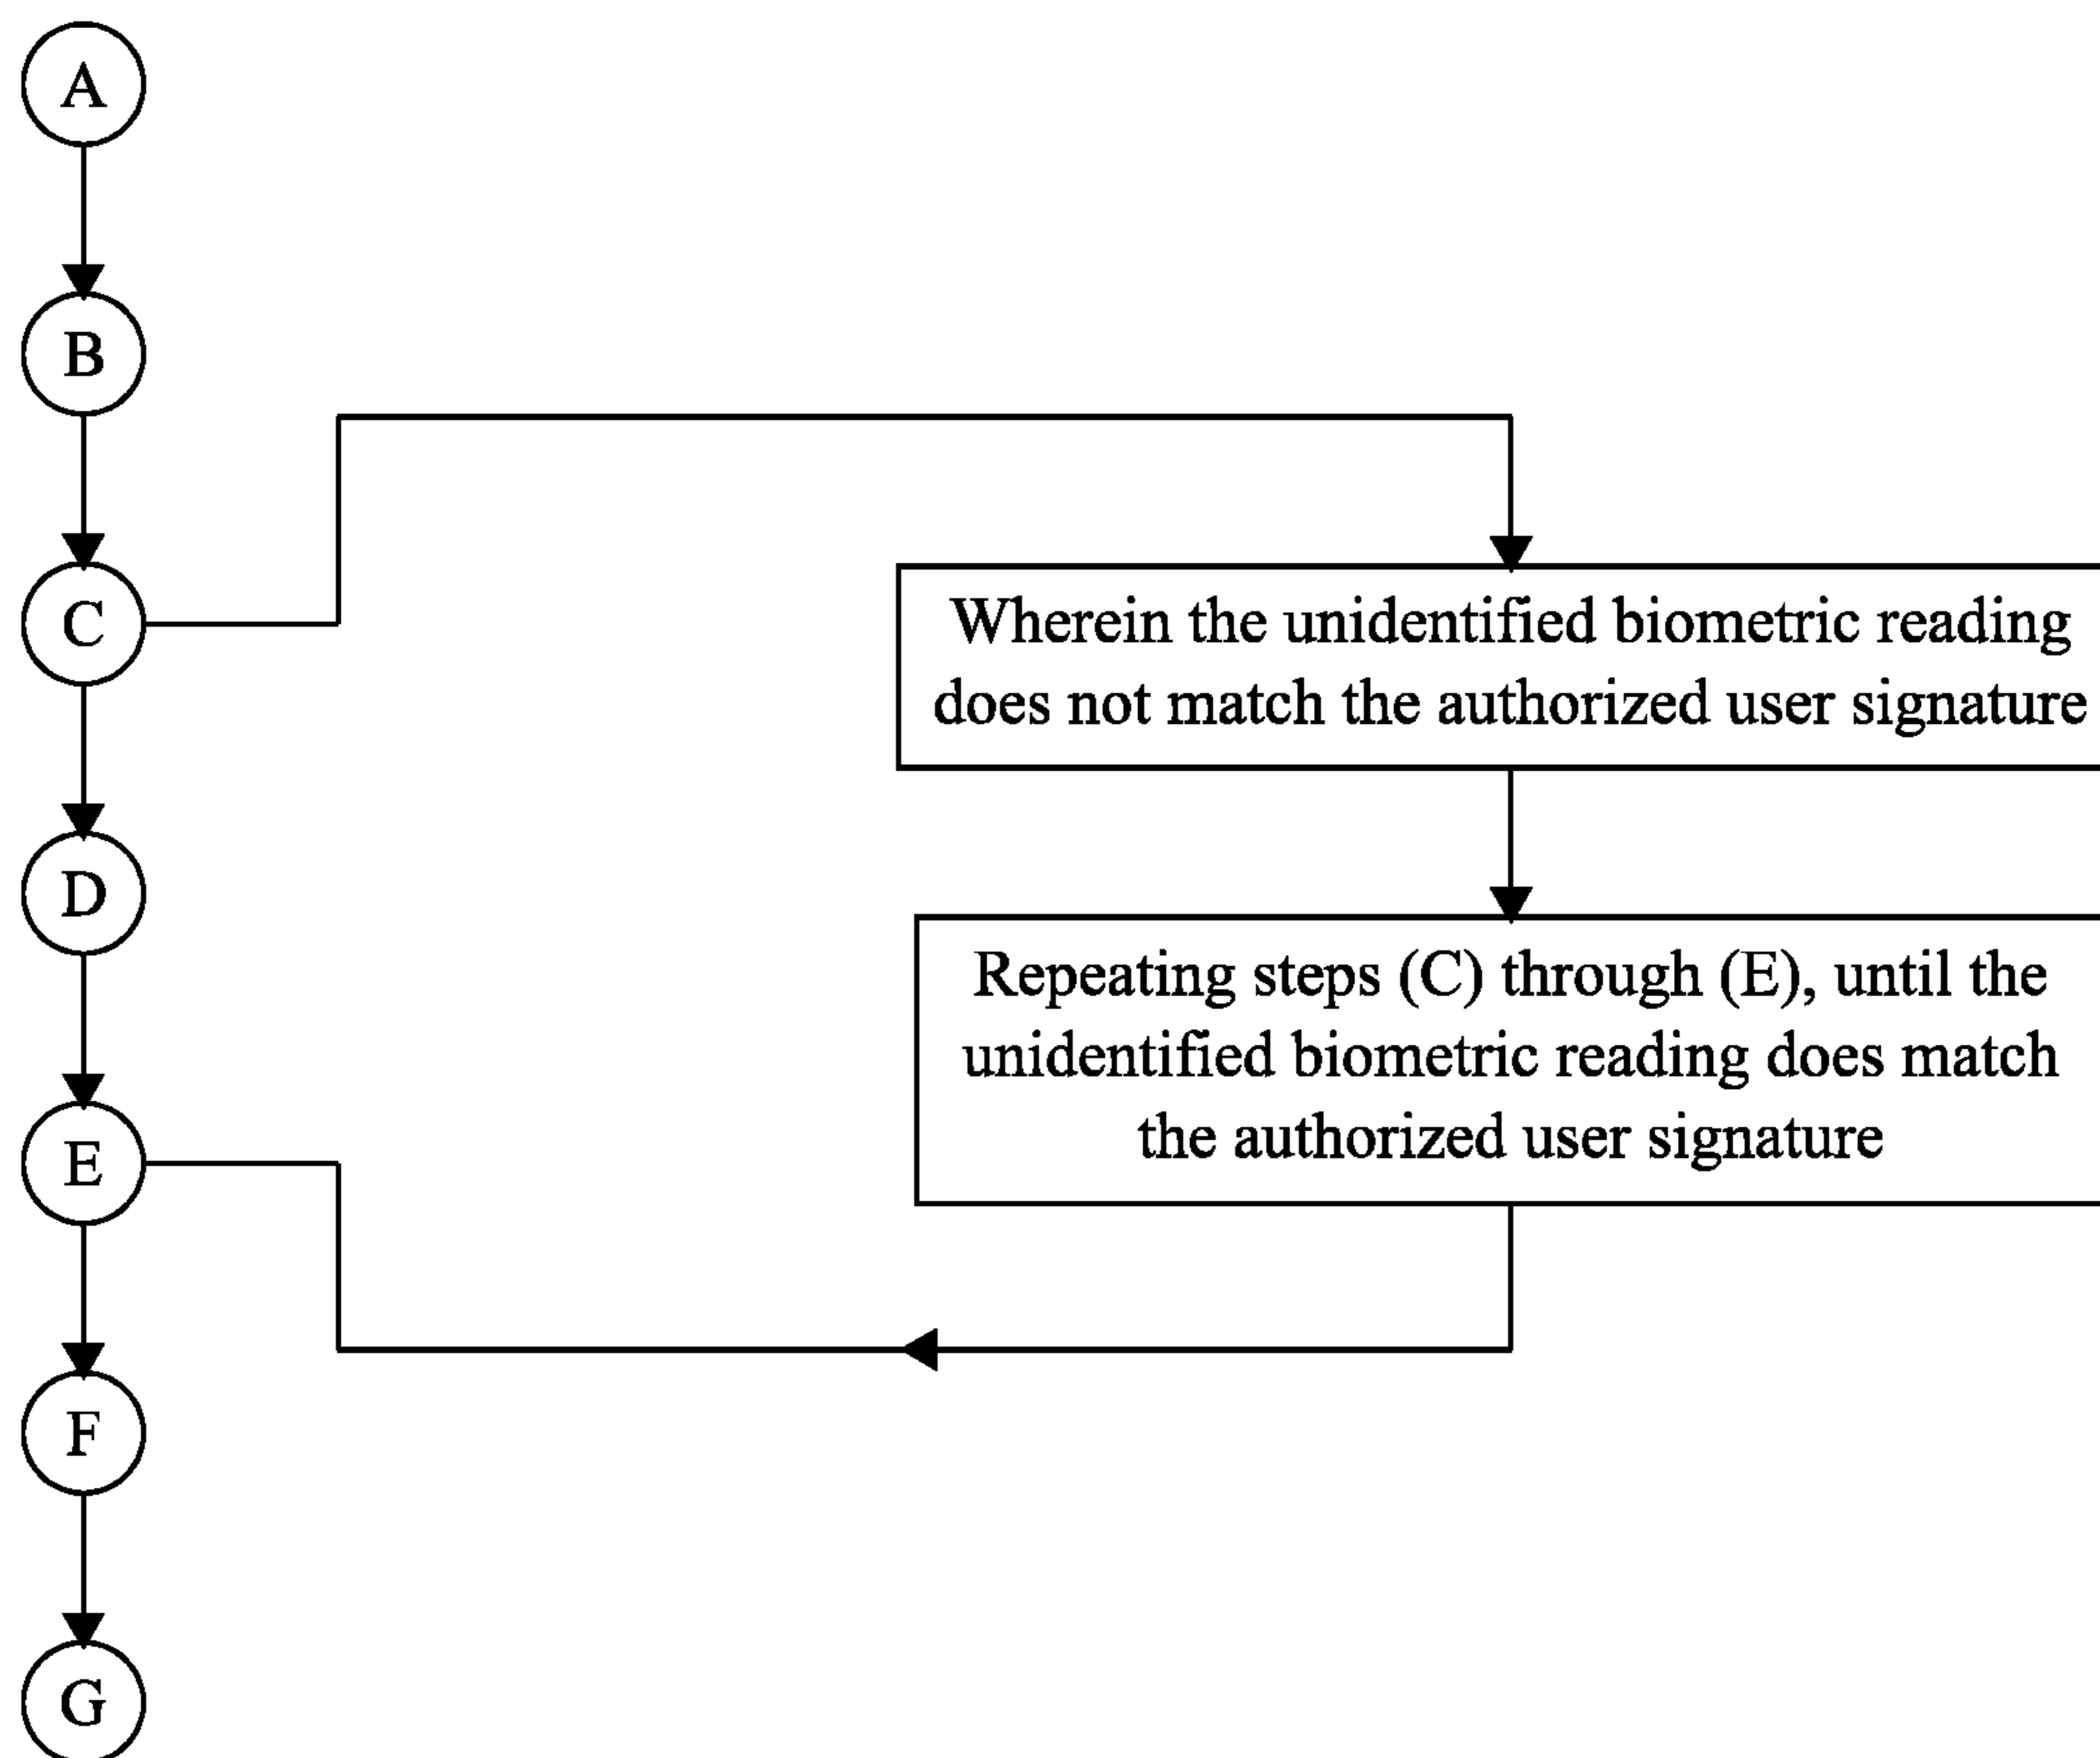 A
B
C
Wherein the unidentified biometric reading
does not match the authorized user signature
D
Repeating steps (C) through (E), until the
unidentified biometric reading does match
the authorized user signature
E
F
G